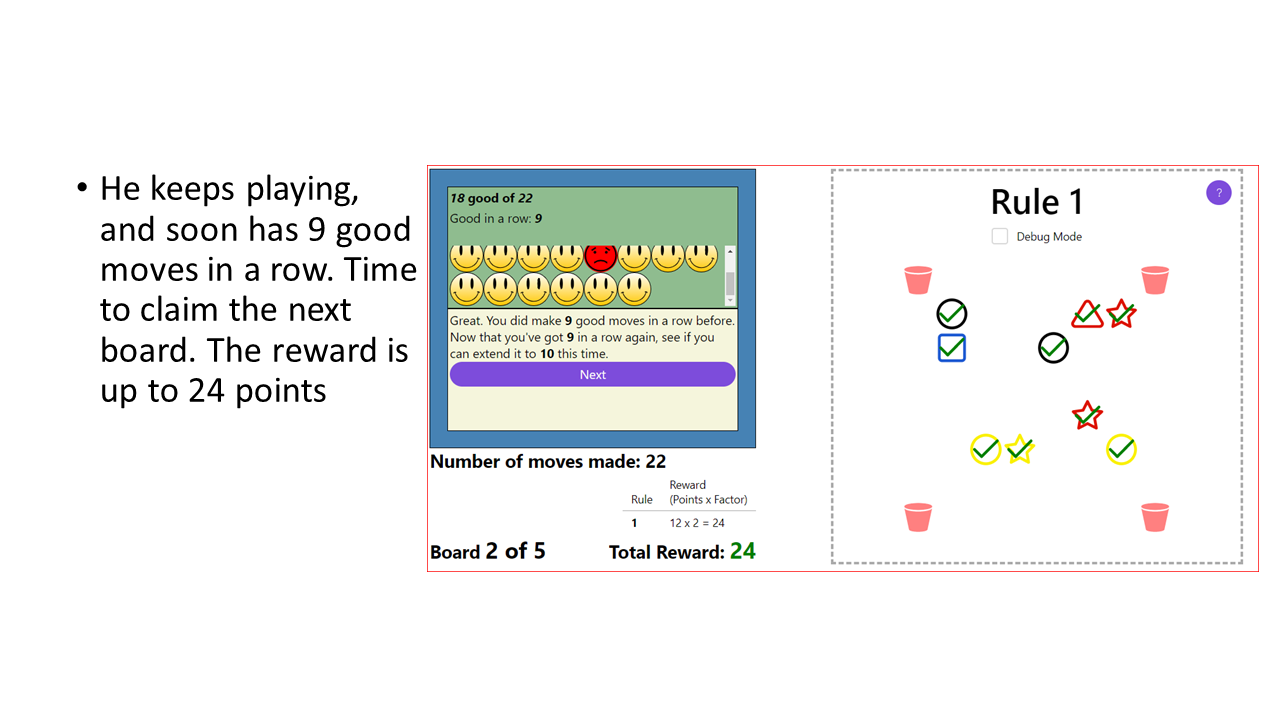 • He keeps playing,
and soon has 9 good
moves in a row. Time
to claim the next
board. The reward is
up to 24 points
18 good of 22
Good in a row: 9
Great. You did make 9 good moves in a row before.
Now that you've got 9 in a row again, see if you
can extend it to 10 this time.
Next
Number of moves made: 22
Reward
Rule (Points x Factor)
1 12 x 2 = 24
Board 2 of 5 Total Reward: 24
Rule 1
?
Debug Mode